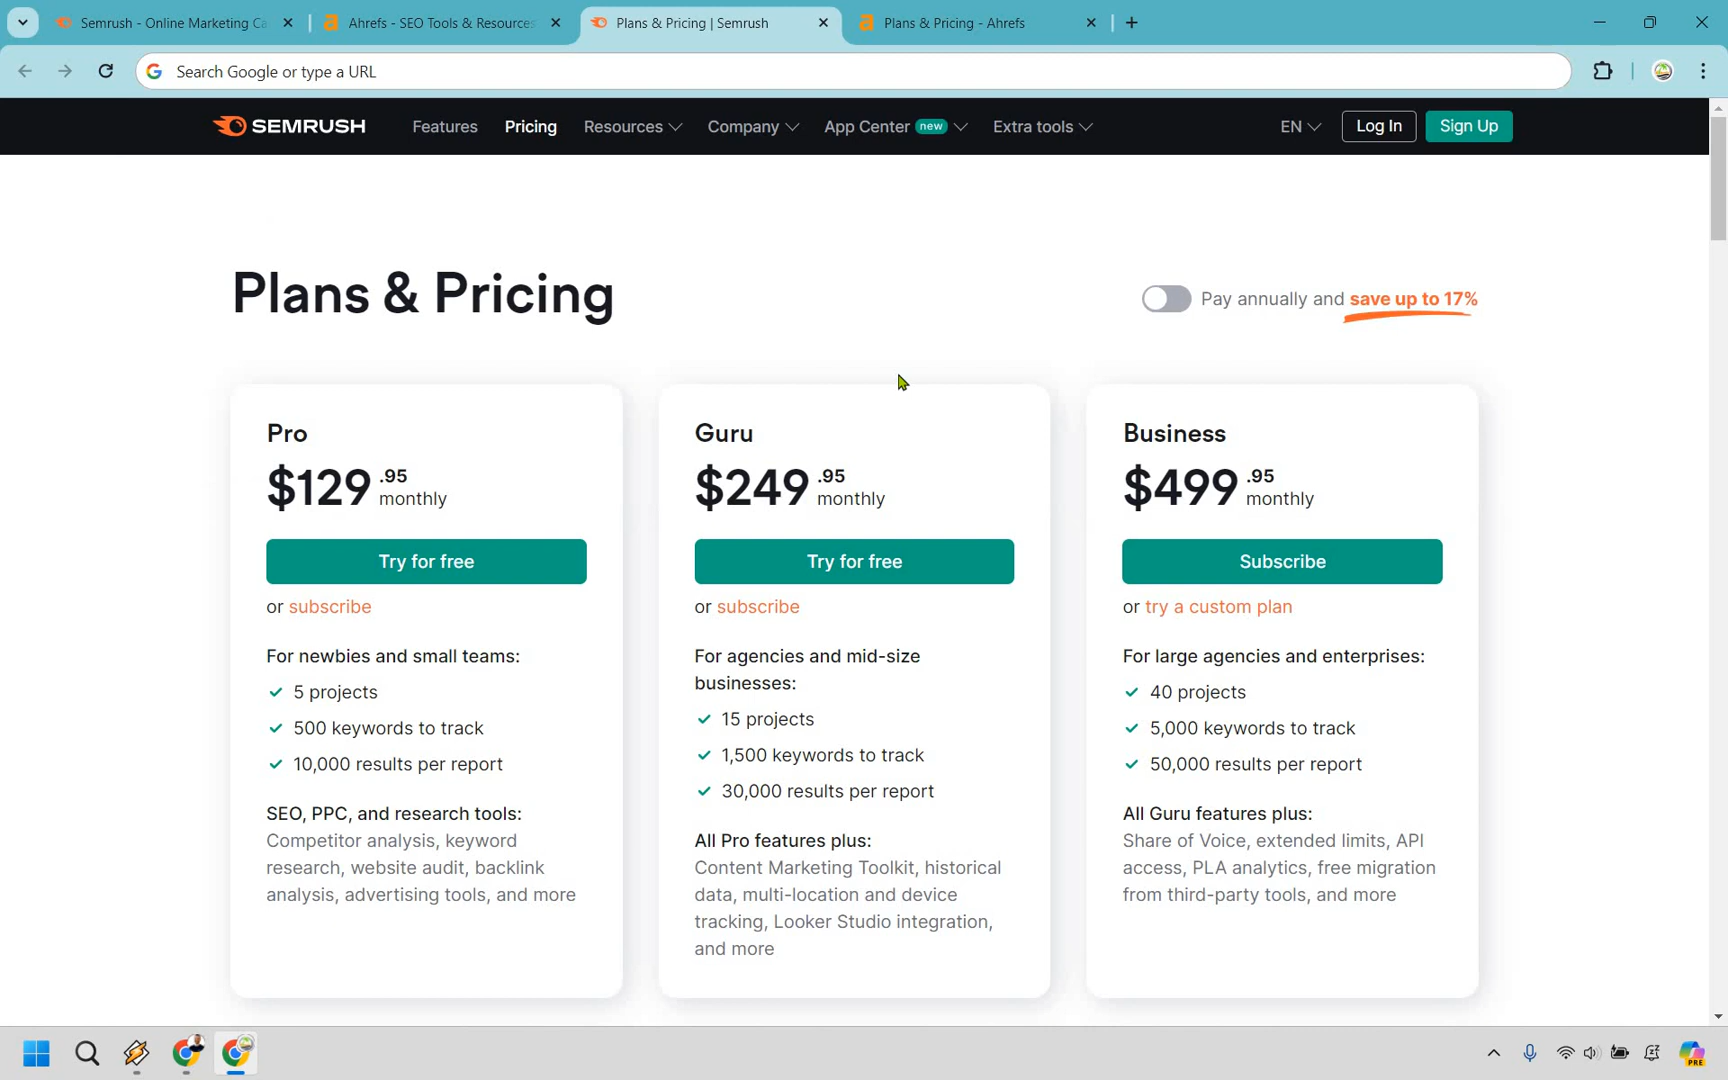 Semrush - Online Marketing Ca
Ahrefs - SEO Tools & Resources
Plans & Pricing | Semrush
Plans & Pricing - Ahrefs
Search Google or type a URL
SEMRUSH
Features
Pricing
Resources
Company
App Center new
Extra tools
EN
Log In
Sign Up
Plans & Pricing
Pay annually and save up to 17%
Pro
$129 .95
monthly
Try for free
or subscribe
For newbies and small teams:
5 projects
500 keywords to track
10,000 results per report
SEO, PPC, and research tools:
Competitor analysis, keyword
research, website audit, backlink
analysis, advertising tools, and more
Guru
$249 .95
monthly
Try for free
or subscribe
For agencies and mid-size
businesses:
15 projects
1,500 keywords to track
30,000 results per report
All Pro features plus:
Content Marketing Toolkit, historical
data, multi-location and device
tracking, Looker Studio integration,
and more
Business
$499 .95
monthly
Subscribe
or try a custom plan
For large agencies and enterprises:
40 projects
5,000 keywords to track
50,000 results per report
All Guru features plus:
Share of Voice, extended limits, API
access, PLA analytics, free migration
from third-party tools, and more
PRE